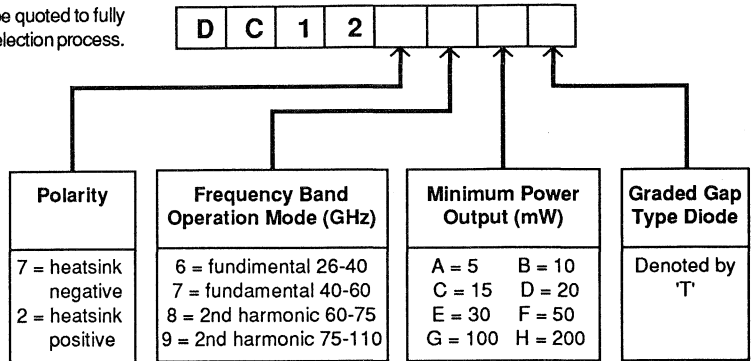 be quoted to fully
election process.
D C 1 2
Polarity
7 = heatsink
negative
2 = heatsink
positive
Frequency Band
Operation Mode (GHz)
6 = fundimental 26-40
7 = fundamental 40-60
8 = 2nd harmonic 60-75
9 = 2nd harmonic 75-110
Minimum Power
Output (mW)
A = 5 B = 10
C = 15 D = 20
E = 30 F = 50
G = 100 H = 200
Graded Gap
Type Diode
Denoted by
'T'